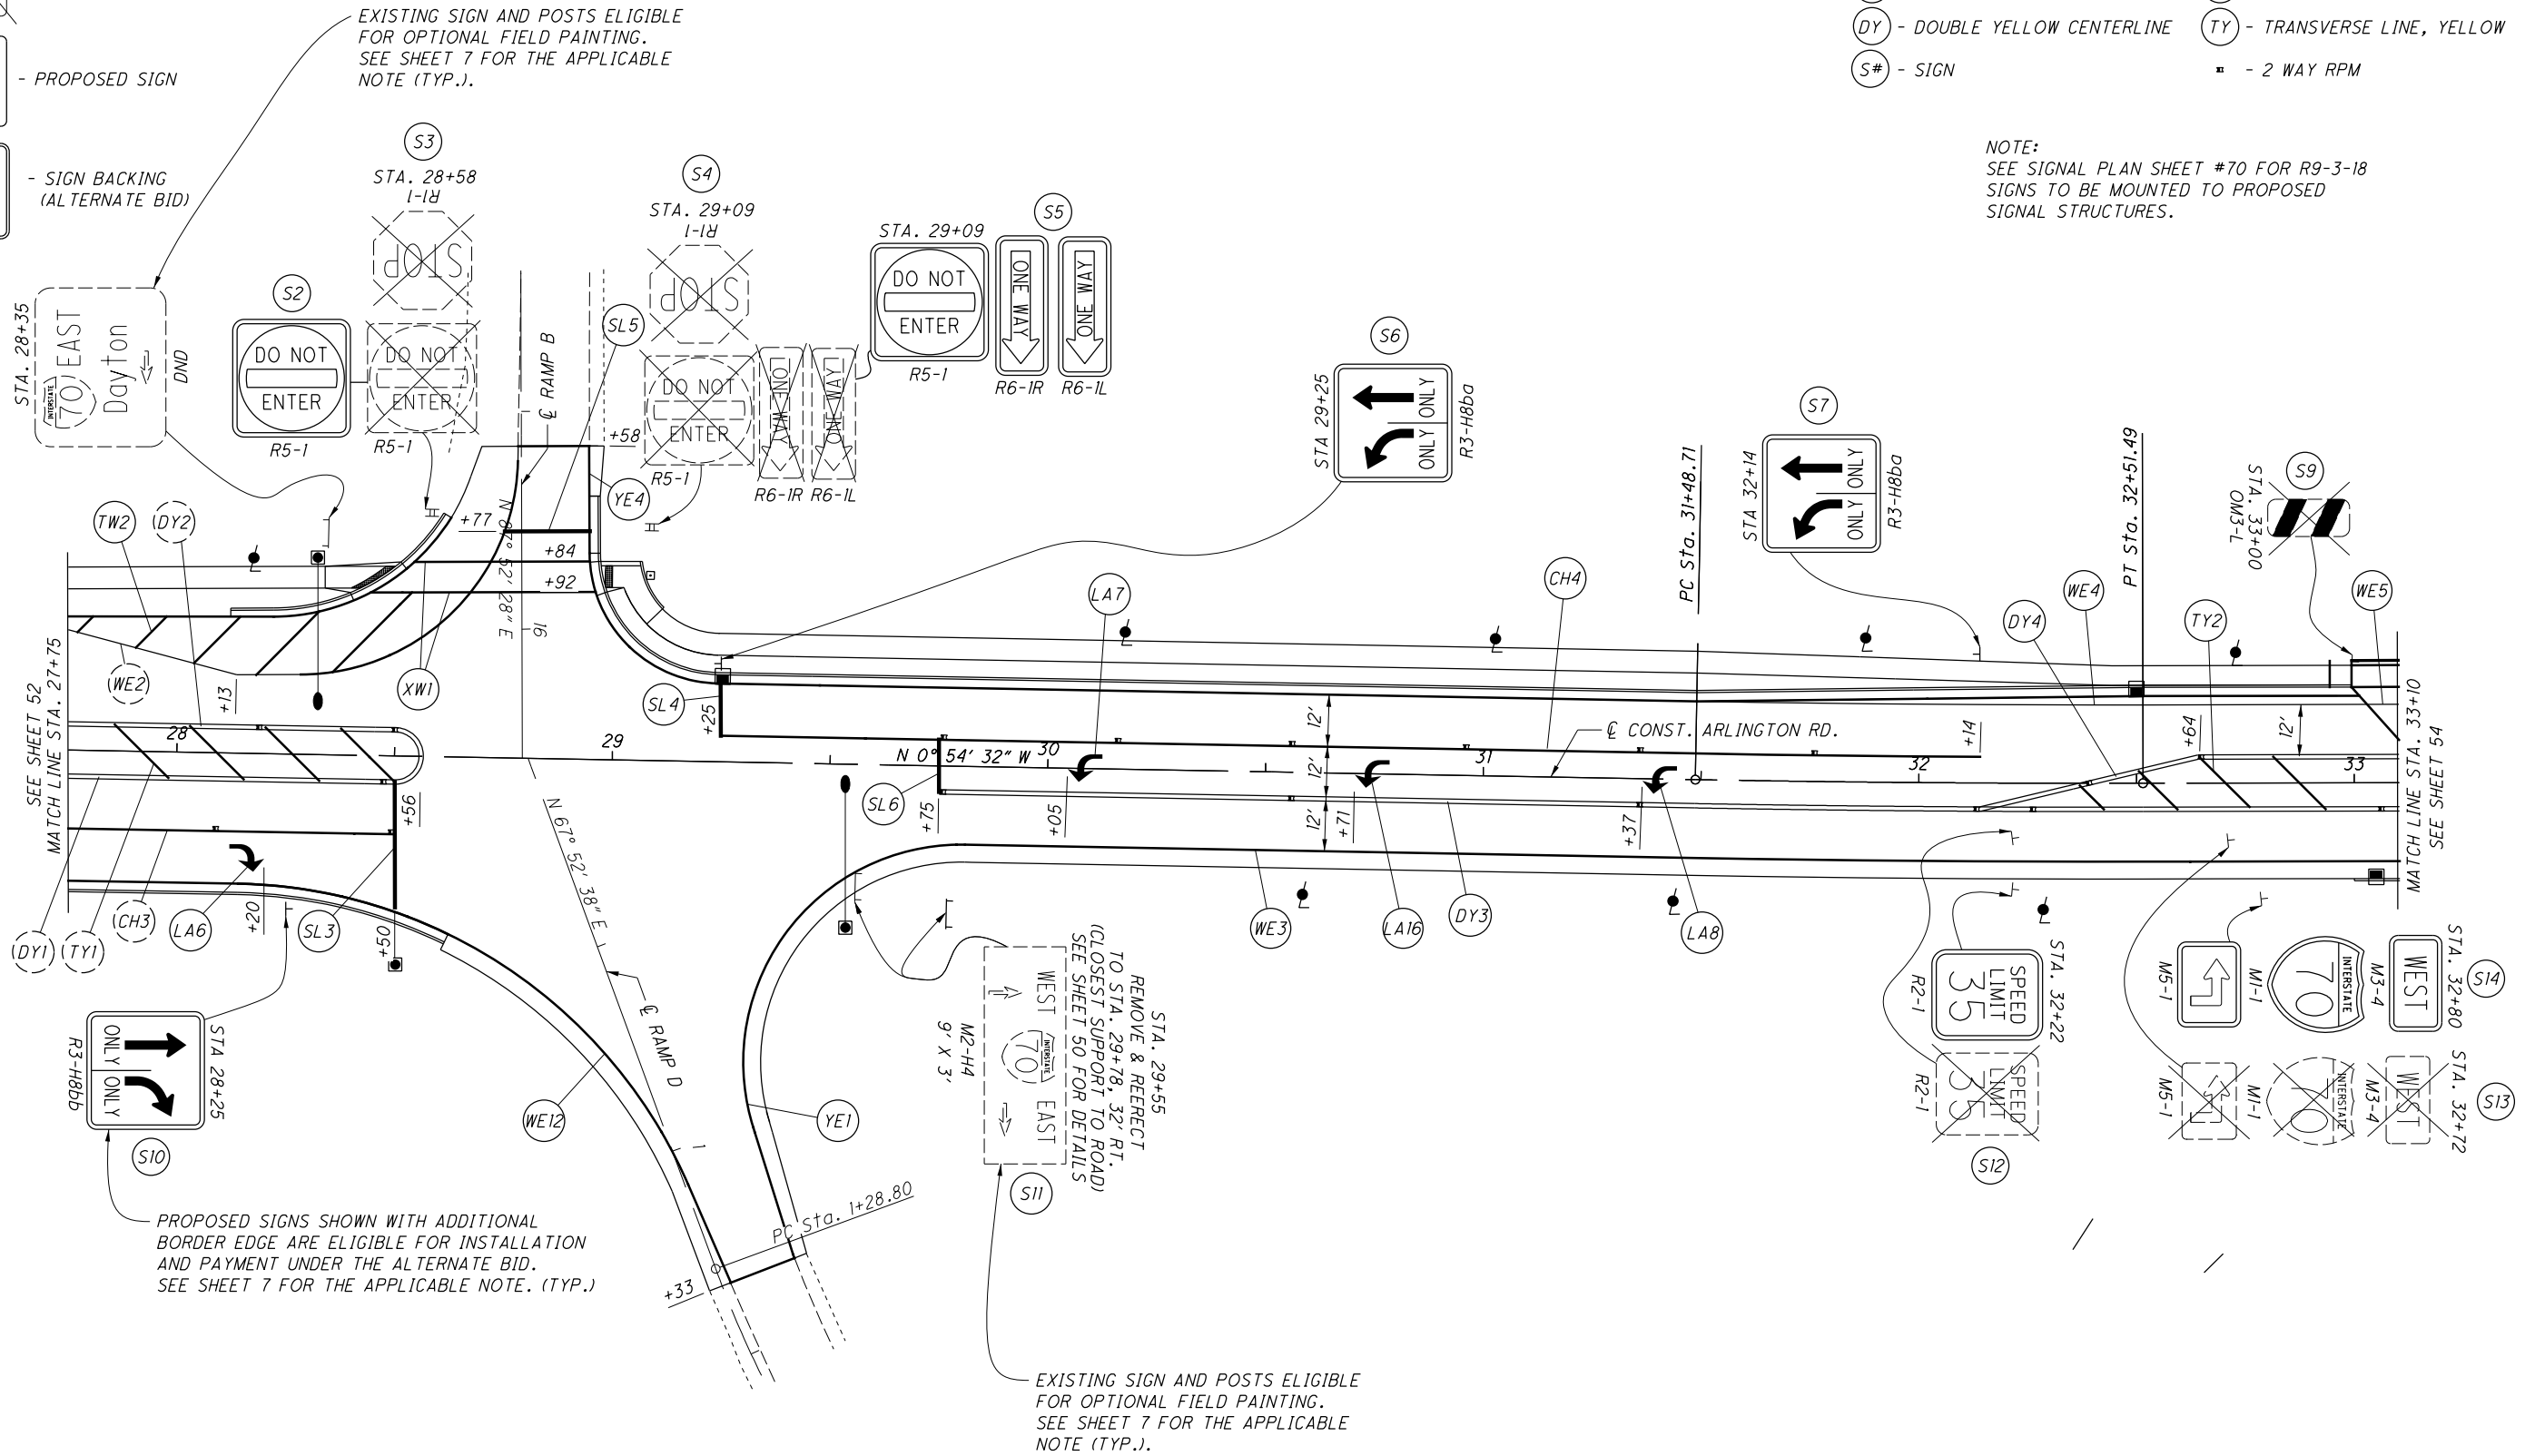 EXISTING SIGN AND POSTS ELIGIBLE
FOR OPTIONAL FIELD PAINTING.
SEE SHEET 7 FOR THE APPLICABLE
NOTE (TYP.).
- PROPOSED SIGN
- SIGN BACKING
(ALTERNATE BID)
DY - DOUBLE YELLOW CENTERLINE
TY - TRANSVERSE LINE, YELLOW
S# - SIGN
- 2 WAY RPM
NOTE:
SEE SIGNAL PLAN SHEET #70 FOR R9-3-18
SIGNS TO BE MOUNTED TO PROPOSED
SIGNAL STRUCTURES.
STA. 28+35
INTERSTATE 70 EAST
Dayton
DND
S2
DO NOT
ENTER
R5-1
S3
STA. 28+58
R1-1
STOP
DO NOT
ENTER
R5-1
S4
STA. 29+09
R1-1
STOP
DO NOT
ENTER
R5-1
ONE WAY
R6-1R
ONE WAY
R6-1L
S5
STA. 29+09
DO NOT
ENTER
R5-1
ONE WAY
R6-1R
ONE WAY
R6-1L
SL5
℄ RAMP B
+58
YE4
+77
+84
+92
N 87° 52' 28" E
16
S6
STA 29+25
ONLY ONLY
R3-H8ba
S7
STA 32+14
ONLY ONLY
R3-H8ba
PC Sta. 31+48.71
PT Sta. 32+51.49
S9
STA. 33+00
OM3-L
TW2
DY2
WE2
XW1
+13
SL4
+25
LA7
CH4
DY4
WE4
TY2
WE5
SEE SHEET 52
MATCH LINE STA. 27+75
28
29
N 0° 54' 32" W
30
31
32
33
℄ CONST. ARLINGTON RD.
12'
12'
12'
12'
+14
+64
MATCH LINE STA. 33+10
SEE SHEET 54
+56
SL6
+75
+05
+71
+37
DY1
TY1
CH3
LA6
+20
SL3
+50
WE3
LA16
DY3
LA8
N 67° 52' 38" E
℄ RAMP D
1
WE12
YE1
PC Sta. 1+28.80
+33
STA 28+25
ONLY ONLY
R3-H8bb
S10
PROPOSED SIGNS SHOWN WITH ADDITIONAL
BORDER EDGE ARE ELIGIBLE FOR INSTALLATION
AND PAYMENT UNDER THE ALTERNATE BID.
SEE SHEET 7 FOR THE APPLICABLE NOTE. (TYP.)
STA. 29+55
REMOVE & REERECT
TO STA. 29+78, 32' RT.
(CLOSEST SUPPORT TO ROAD)
SEE SHEET 50 FOR DETAILS
WEST INTERSTATE 70 EAST
M2-H4
9' X 3'
S11
EXISTING SIGN AND POSTS ELIGIBLE
FOR OPTIONAL FIELD PAINTING.
SEE SHEET 7 FOR THE APPLICABLE
NOTE (TYP.).
STA. 32+22
SPEED
LIMIT
35
R2-1
SPEED
LIMIT
35
R2-1
S12
S14
STA. 32+80
WEST
M3-4
INTERSTATE
70
M1-1
M5-1
S13
STA. 32+72
WEST
M3-4
INTERSTATE
70
M1-1
M5-1